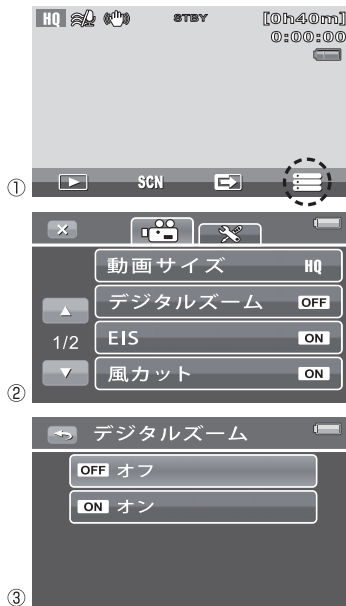 HQ STBY [0h40m]
0:00:00
SCN
①
動画サイズ HQ
デジタルズーム OFF
1/2 EIS ON
風カット ON
②
デジタルズーム
OFF オフ
ON オン
③